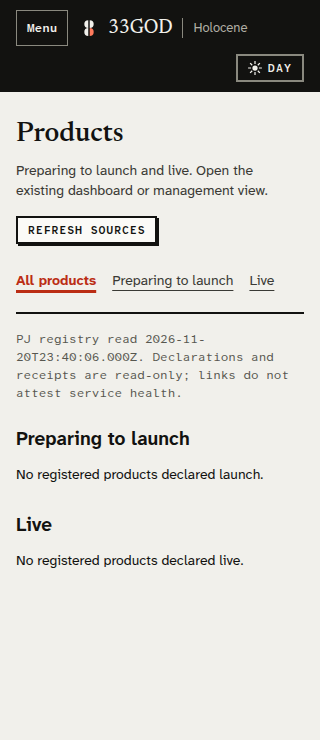 Menu
33GOD
Holocene
DAY
Products
Preparing to launch and live. Open the
existing dashboard or management view.
REFRESH SOURCES
All products
Preparing to launch
Live
PJ registry read 2026-11-
20T23:40:06.000Z. Declarations and
receipts are read-only; links do not
attest service health.
Preparing to launch
No registered products declared launch.
Live
No registered products declared live.